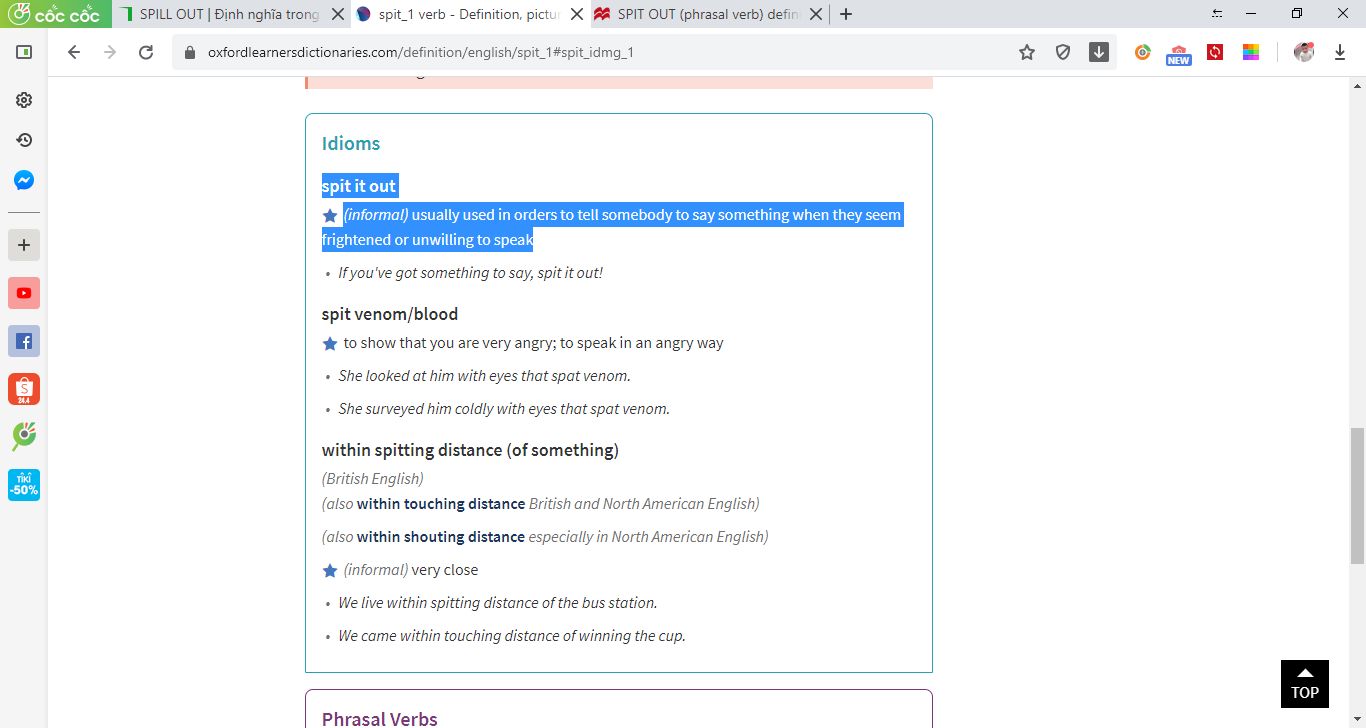 cốc cốc
SPILL OUT | Định nghĩa trong
spit_1 verb - Definition, pictur
SPIT OUT (phrasal verb) defini
oxfordlearnersdictionaries.com/definition/english/spit_1#spit_idmg_1
NEW
Idioms
spit it out
(informal) usually used in orders to tell somebody to say something when they seem
frightened or unwilling to speak
• If you've got something to say, spit it out!
spit venom/blood
to show that you are very angry; to speak in an angry way
• She looked at him with eyes that spat venom.
• She surveyed him coldly with eyes that spat venom.
within spitting distance (of something)
(British English)
(also within touching distance British and North American English)
(also within shouting distance especially in North American English)
(informal) very close
• We live within spitting distance of the bus station.
• We came within touching distance of winning the cup.
Phrasal Verbs
TOP
24.4
TIKI
-50%